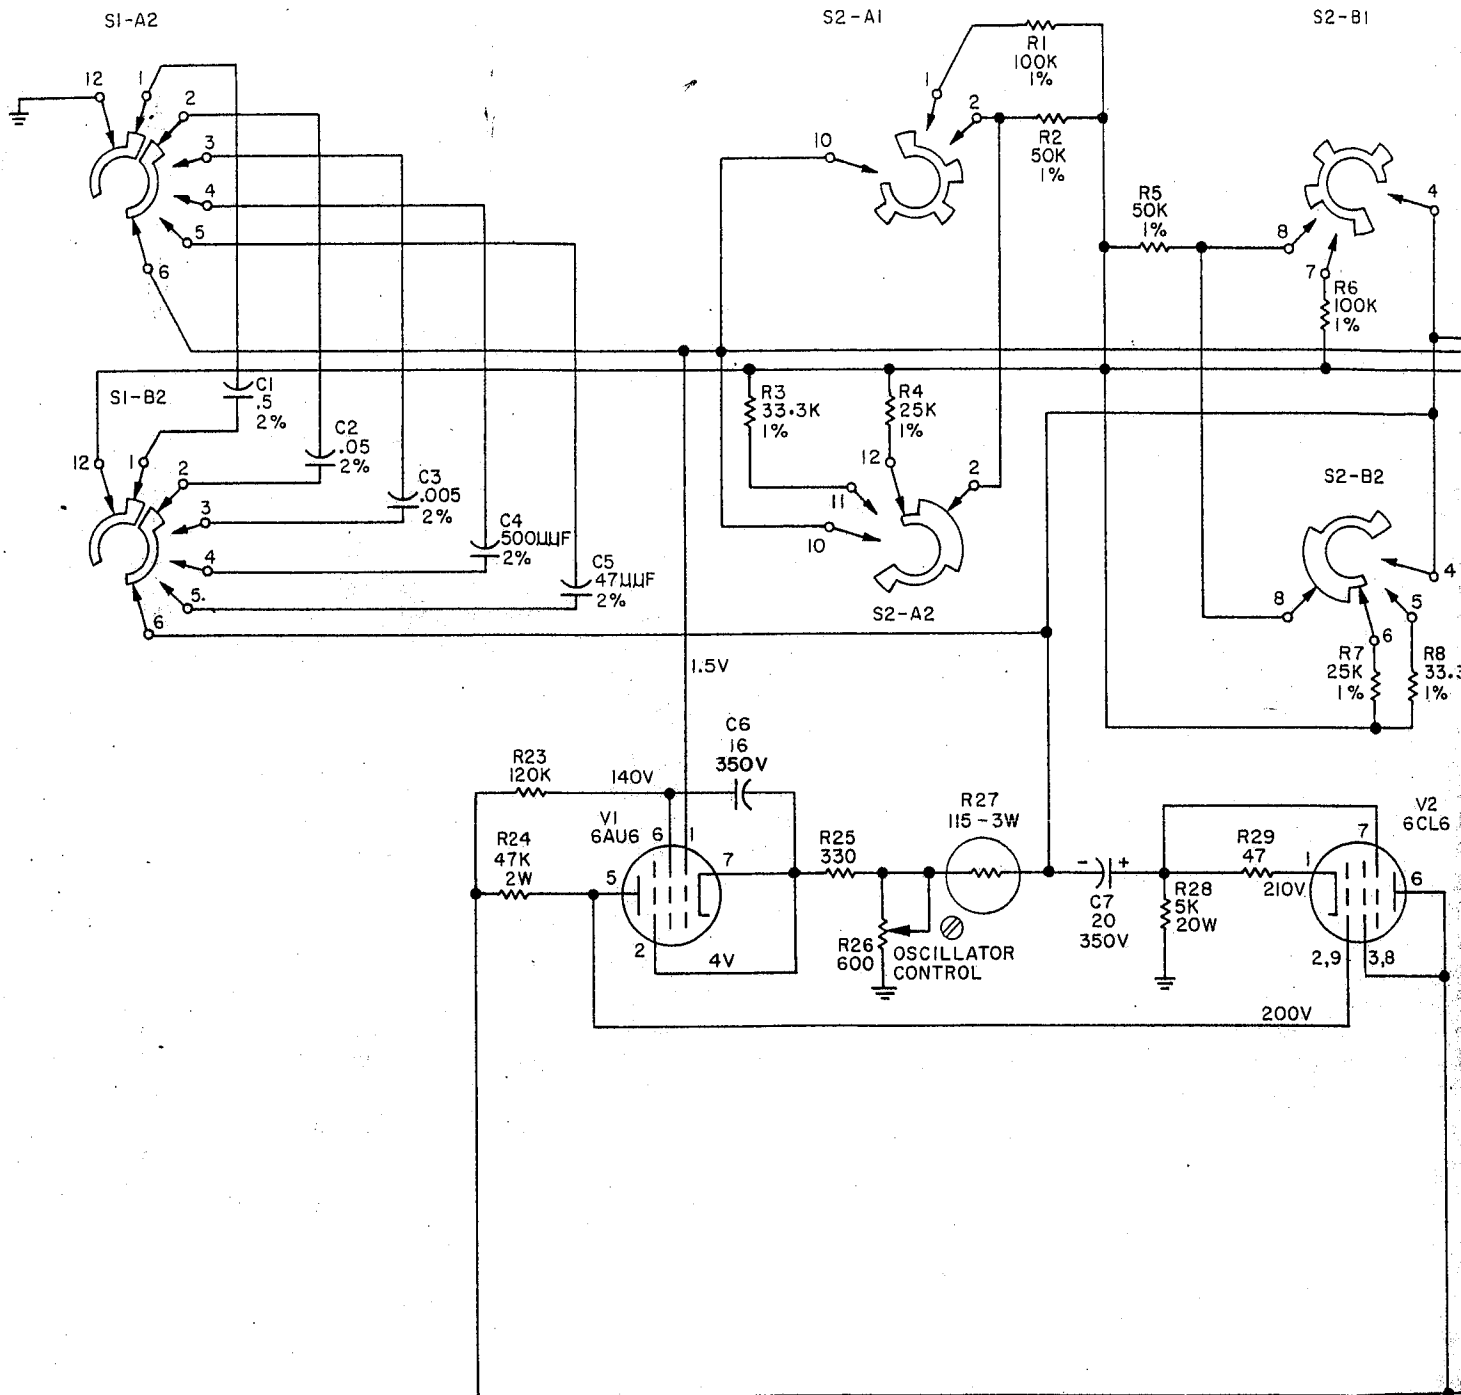 S1-A2
S2-A1
S2-B1
12
1
2
3
4
5
6
R1
100K
1%
1
2
10
R2
50K
1%
R5
50K
1%
4
8
7
R6
100K
1%
S1-B2
C1
.5
2%
C2
.05
2%
C3
.005
2%
C4
500µµF
2%
C5
47µµF
2%
12
1
2
3
4
5.
6
R3
33.3K
1%
R4
25K
1%
12
2
11
10
S2-A2
S2-B2
4
8
5
6
R7
25K
1%
R8
33.3
1%
1.5V
C6
16
350V
R23
120K
140V
V1
6AU6
6
1
7
5
2
4V
R24
47K
2W
R25
330
R27
115-3W
R26
600
OSCILLATOR
CONTROL
- +
C7
20
350V
R28
5K
20W
R29
47
210V
V2
6CL6
7
1
6
2,9
3,8
200V